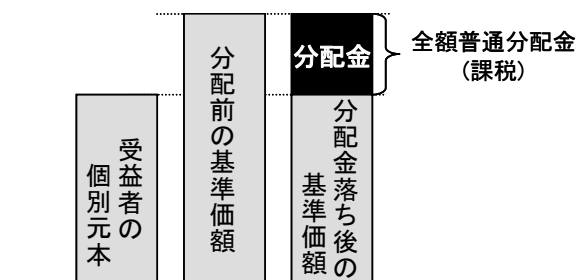 受益者の
個別元本
分配前の基準価額
分配金
分配金落ち後の
基準価額
全額普通分配金
(課税)